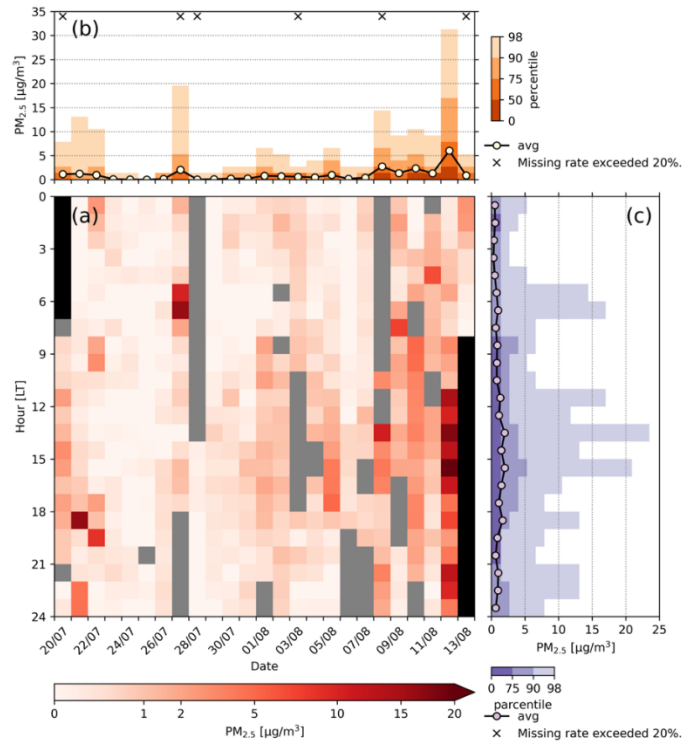 (b)
35
30
25
20
15
10
5
0
PM2.5 [μg/m³]
98
90
75
50
0
percentile
avg
× Missing rate exceeded 20%.
(a)
0
3
6
9
12
15
18
21
24
Hour [LT]
20/07
22/07
24/07
26/07
28/07
30/07
01/08
03/08
05/08
07/08
09/08
11/08
13/08
Date
0 1 2 5 10 15 20
PM2.5 [μg/m³]
(c)
0 5 10 15 20 25
PM2.5 [μg/m³]
0 75 90 98
parcentile
avg
× Missing rate exceeded 20%.